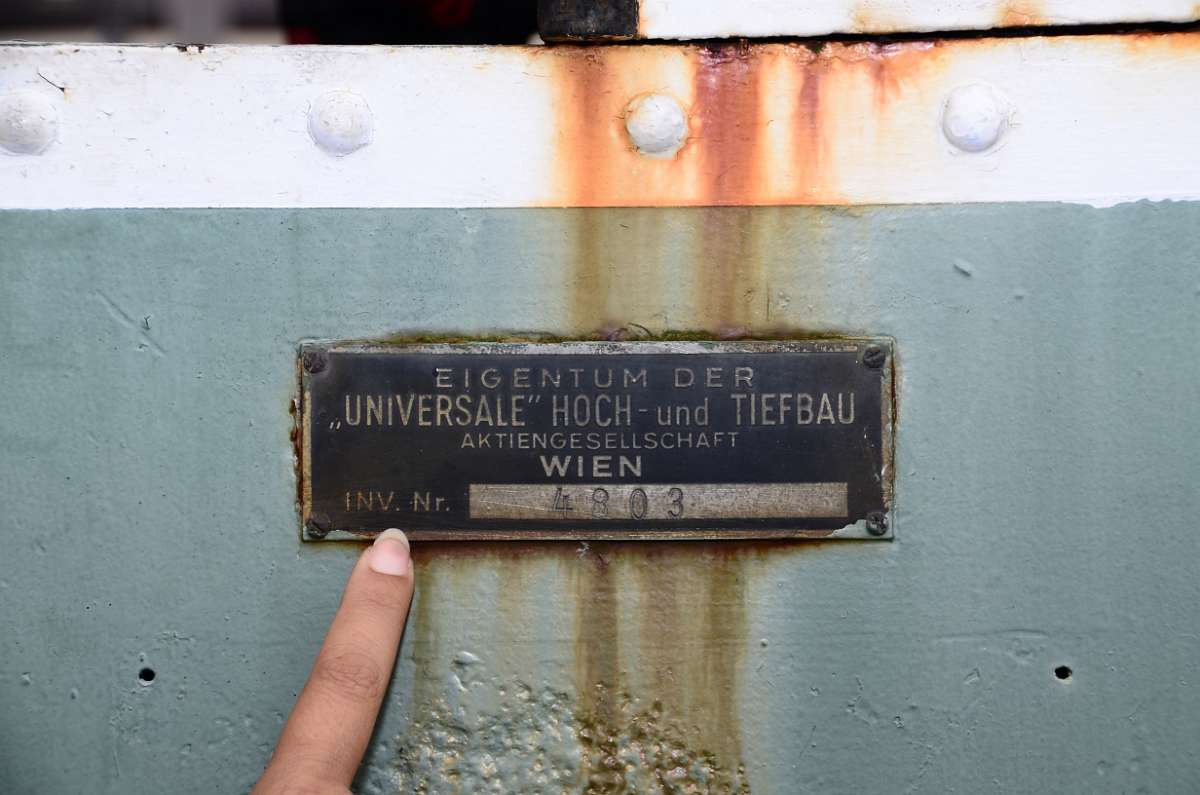 EIGENTUM DER
„UNIVERSALE" HOCH- und TIEFBAU
AKTIENGESELLSCHAFT
WIEN
INV. Nr. 4803